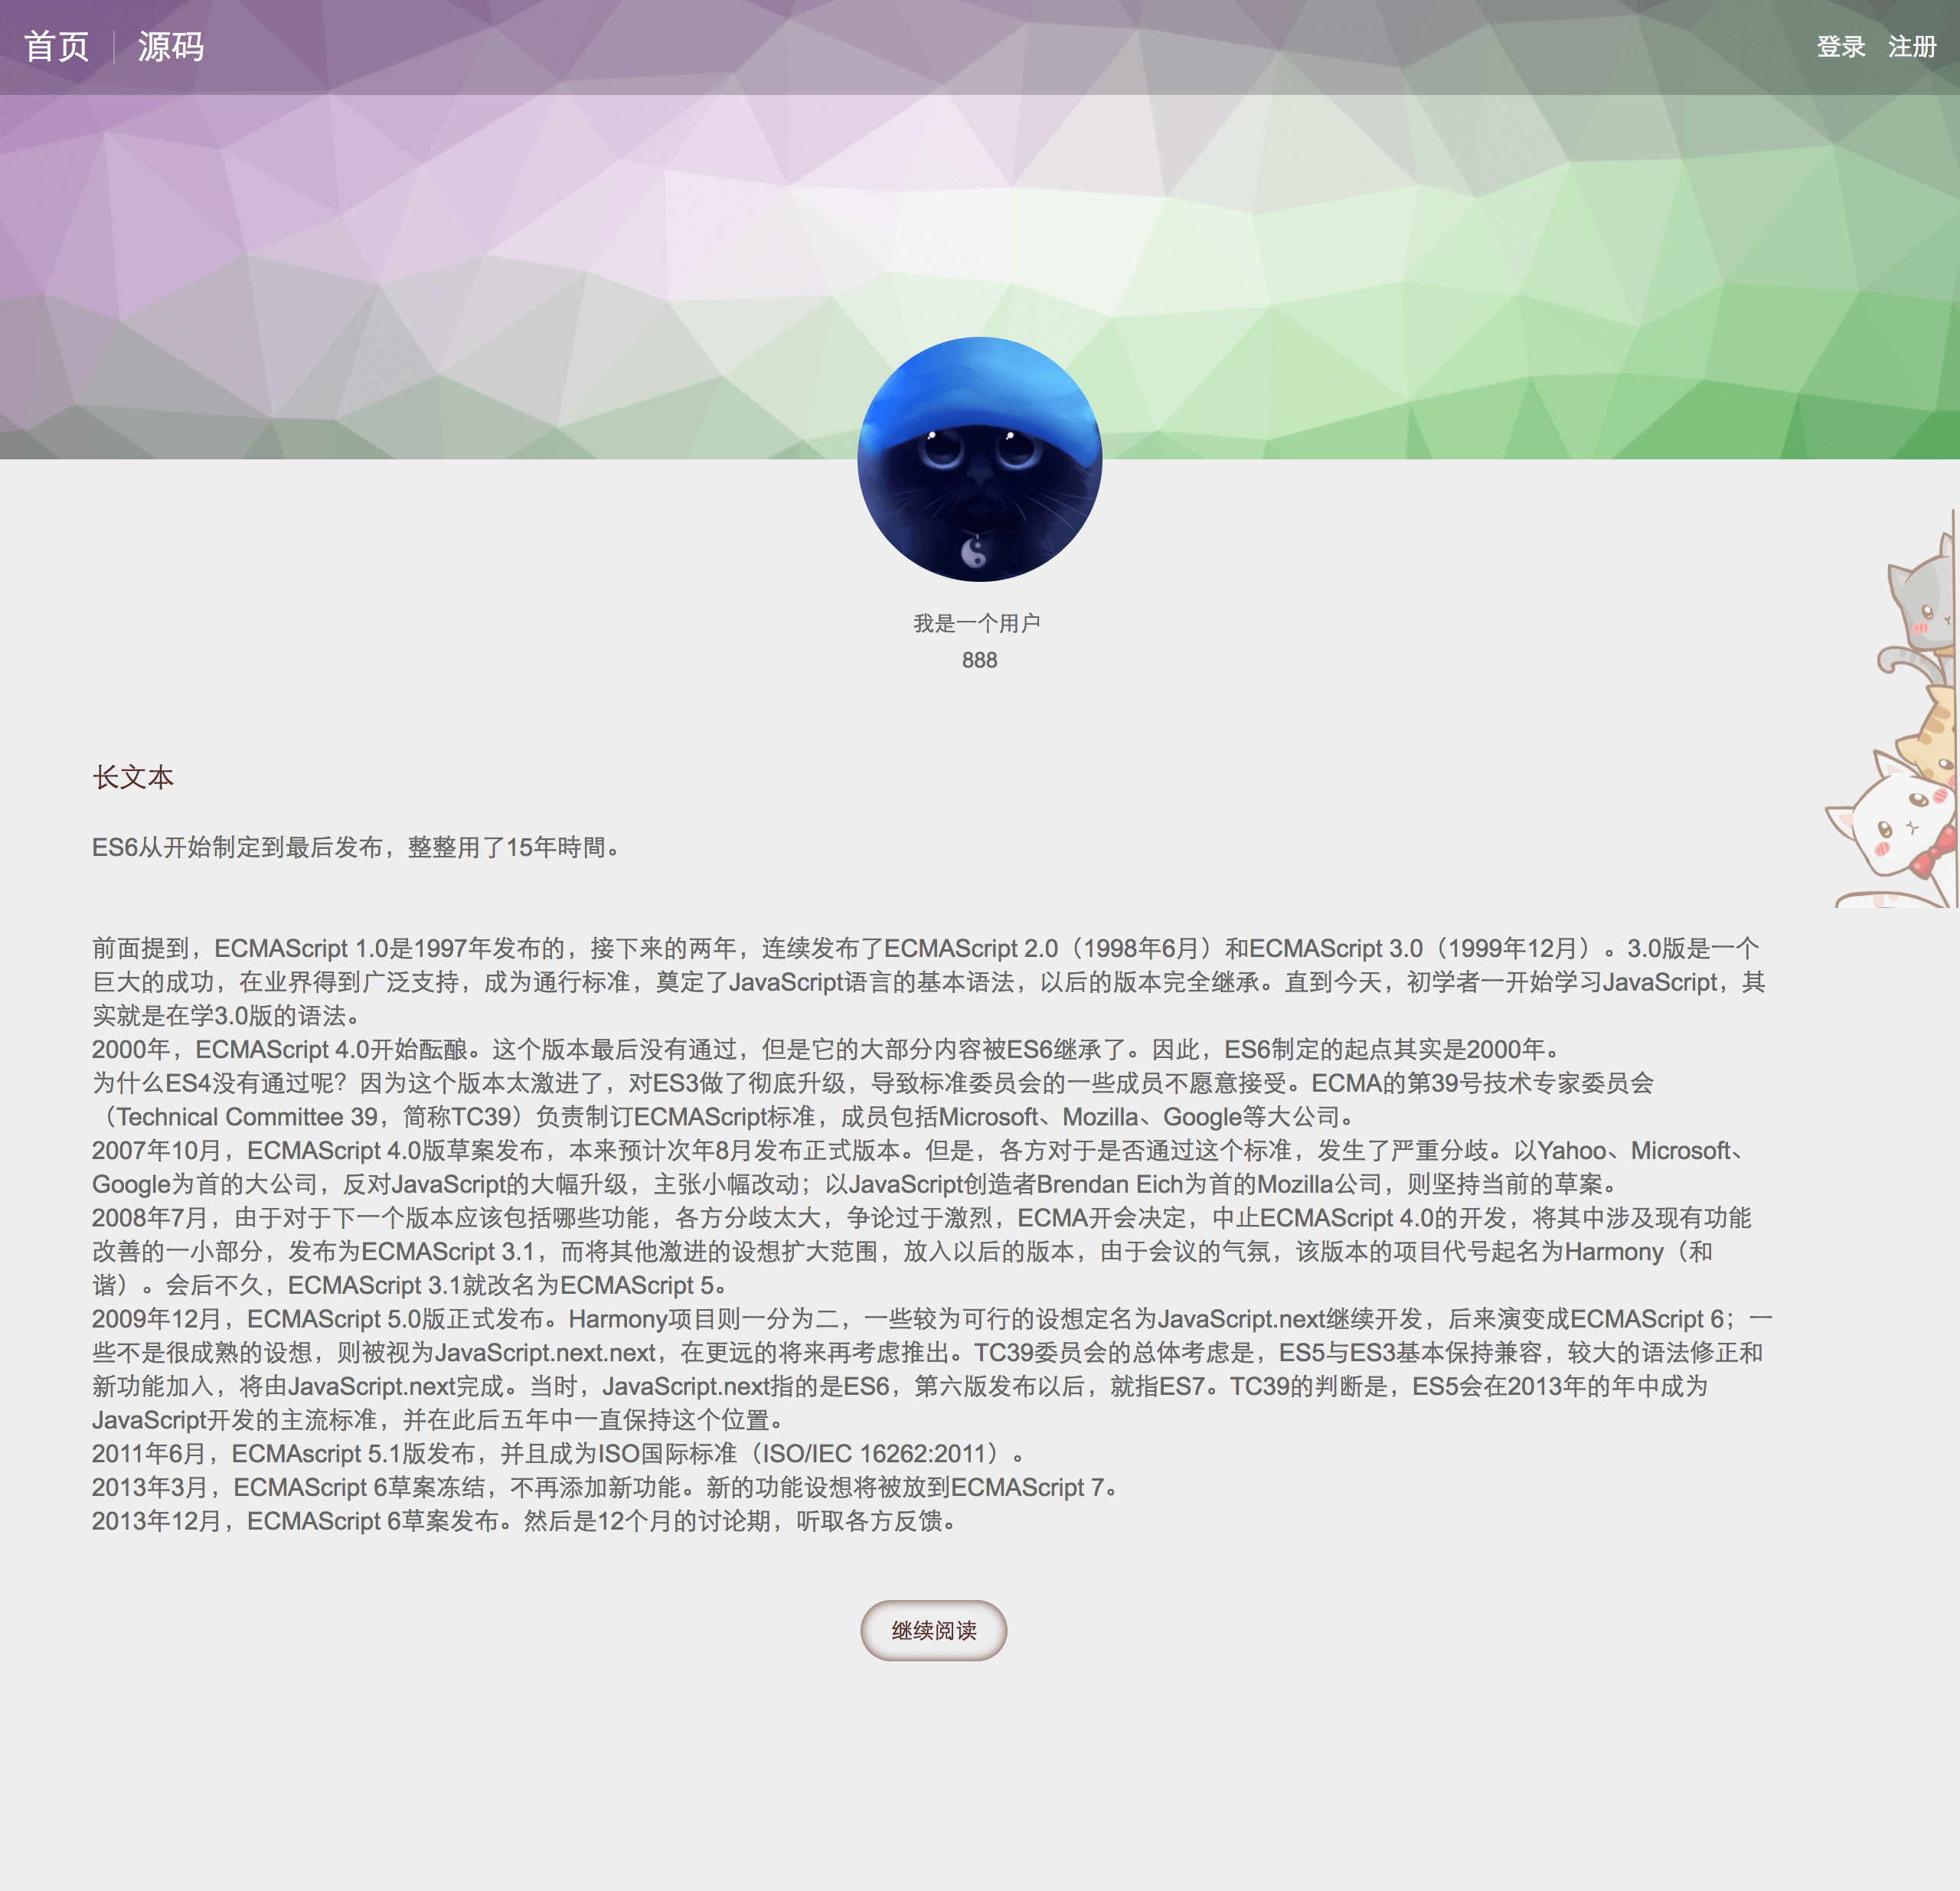 首页 源码 登录 注册
我是一个用户
888
长文本
ES6从开始制定到最后发布，整整用了15年時間。
前面提到，ECMAScript 1.0是1997年发布的，接下来的两年，连续发布了ECMAScript 2.0（1998年6月）和ECMAScript 3.0（1999年12月）。3.0版是一个
巨大的成功，在业界得到广泛支持，成为通行标准，奠定了JavaScript语言的基本语法，以后的版本完全继承。直到今天，初学者一开始学习JavaScript，其
实就是在学3.0版的语法。
2000年，ECMAScript 4.0开始酝酿。这个版本最后没有通过，但是它的大部分内容被ES6继承了。因此，ES6制定的起点其实是2000年。
为什么ES4没有通过呢？因为这个版本太激进了，对ES3做了彻底升级，导致标准委员会的一些成员不愿意接受。ECMA的第39号技术专家委员会
（Technical Committee 39，简称TC39）负责制订ECMAScript标准，成员包括Microsoft、Mozilla、Google等大公司。
2007年10月，ECMAScript 4.0版草案发布，本来预计次年8月发布正式版本。但是，各方对于是否通过这个标准，发生了严重分歧。以Yahoo、Microsoft、
Google为首的大公司，反对JavaScript的大幅升级，主张小幅改动；以JavaScript创造者Brendan Eich为首的Mozilla公司，则坚持当前的草案。
2008年7月，由于对于下一个版本应该包括哪些功能，各方分歧太大，争论过于激烈，ECMA开会决定，中止ECMAScript 4.0的开发，将其中涉及现有功能
改善的一小部分，发布为ECMAScript 3.1，而将其他激进的设想扩大范围，放入以后的版本，由于会议的气氛，该版本的项目代号起名为Harmony（和
谐）。会后不久，ECMAScript 3.1就改名为ECMAScript 5。
2009年12月，ECMAScript 5.0版正式发布。Harmony项目则一分为二，一些较为可行的设想定名为JavaScript.next继续开发，后来演变成ECMAScript 6；一
些不是很成熟的设想，则被视为JavaScript.next.next，在更远的将来再考虑推出。TC39委员会的总体考虑是，ES5与ES3基本保持兼容，较大的语法修正和
新功能加入，将由JavaScript.next完成。当时，JavaScript.next指的是ES6，第六版发布以后，就指ES7。TC39的判断是，ES5会在2013年的年中成为
JavaScript开发的主流标准，并在此后五年中一直保持这个位置。
2011年6月，ECMAscript 5.1版发布，并且成为ISO国际标准（ISO/IEC 16262:2011）。
2013年3月，ECMAScript 6草案冻结，不再添加新功能。新的功能设想将被放到ECMAScript 7。
2013年12月，ECMAScript 6草案发布。然后是12个月的讨论期，听取各方反馈。
继续阅读